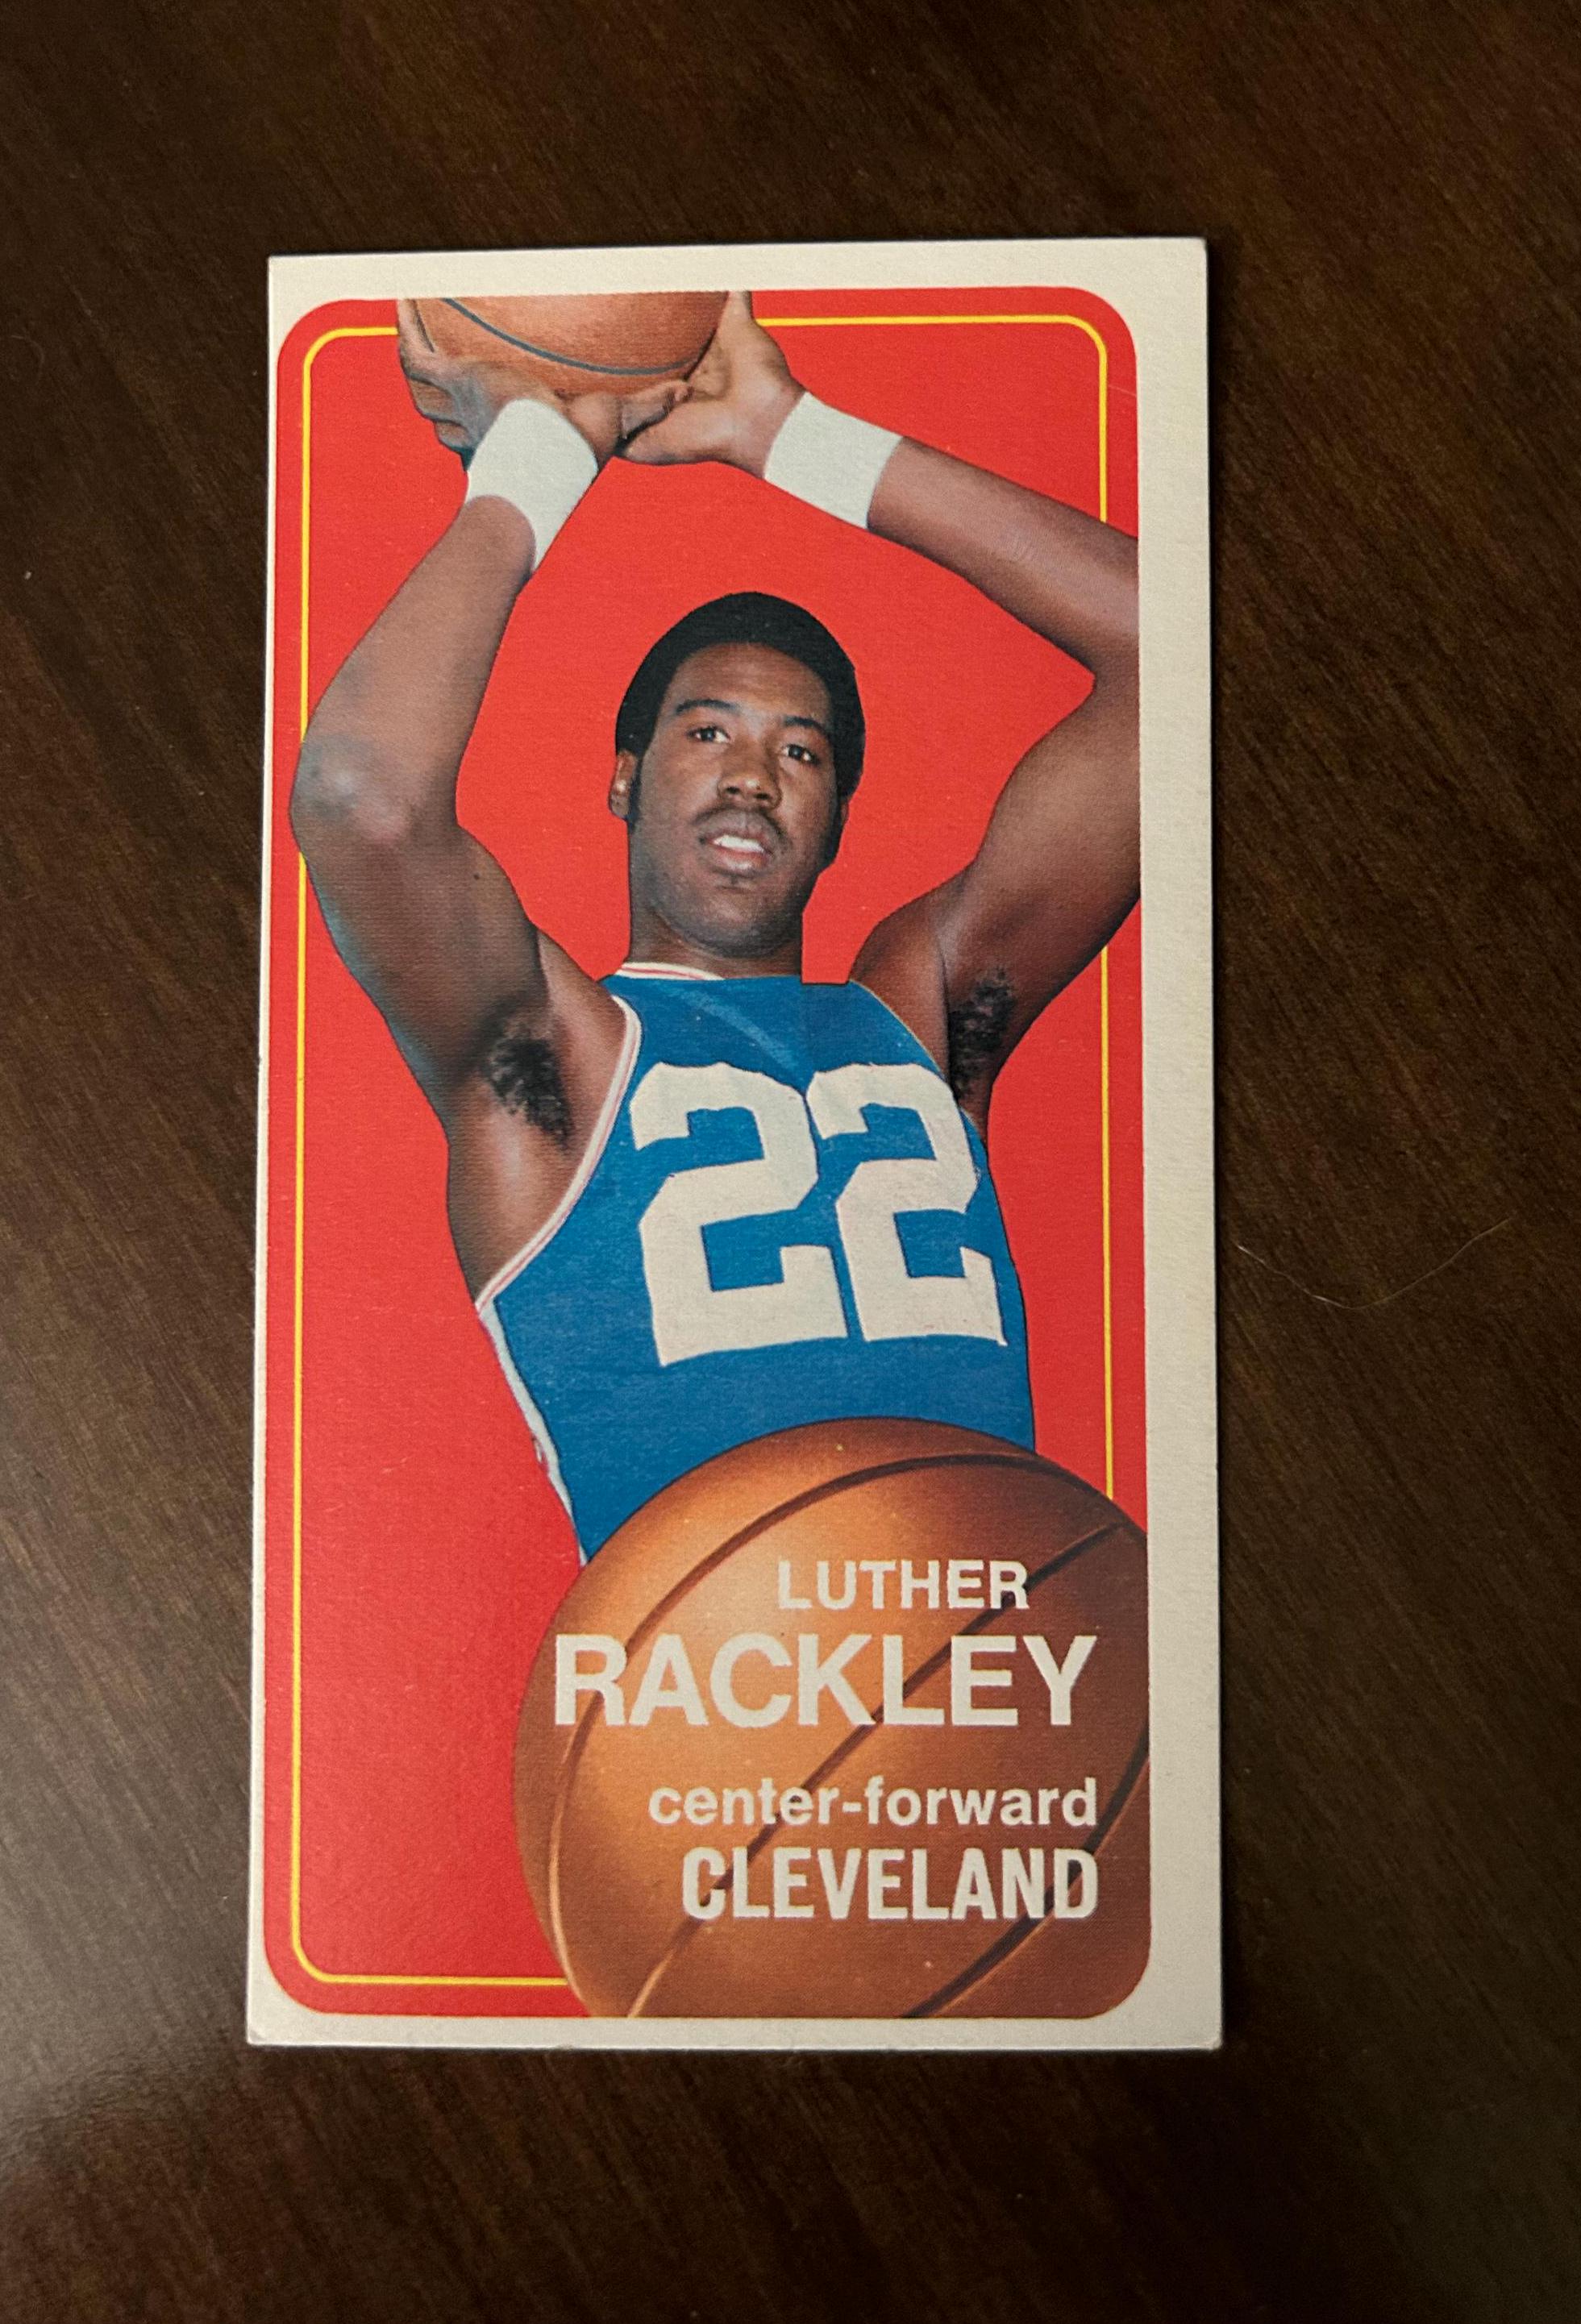 22
LUTHER
RACKLEY
center-forward
CLEVELAND